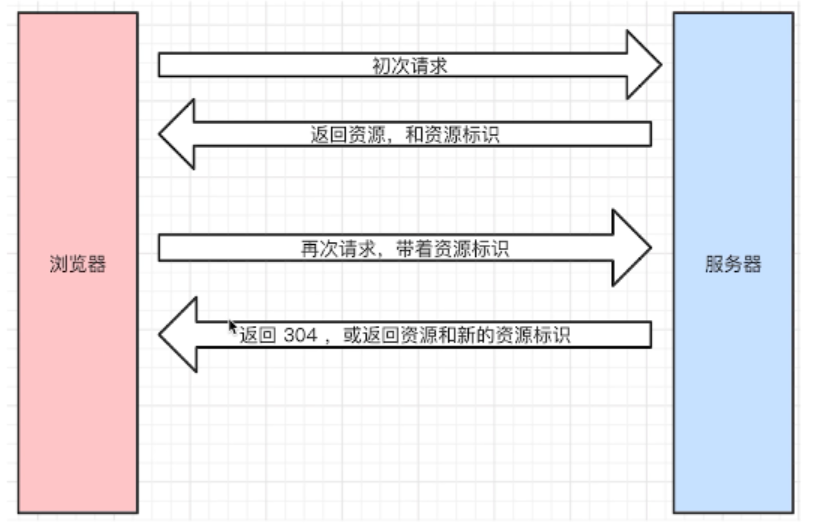 初次请求
返回资源，和资源标识
再次请求，带着资源标识
浏览器
服务器
返回 304 ，或返回资源和新的资源标识